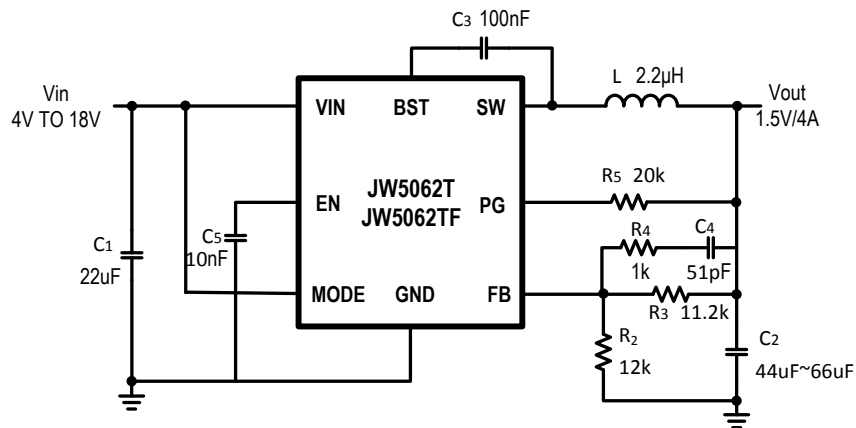 C3 100nF
Vin
4V TO 18V
VIN
BST
SW
L 2.2µH
Vout
1.5V/4A
JW5062T
JW5062TF
EN
PG
R5 20k
C1
22uF
C5
10nF
R4
1k
C4
51pF
MODE
GND
FB
R3 11.2k
R2
12k
C2
44uF~66uF